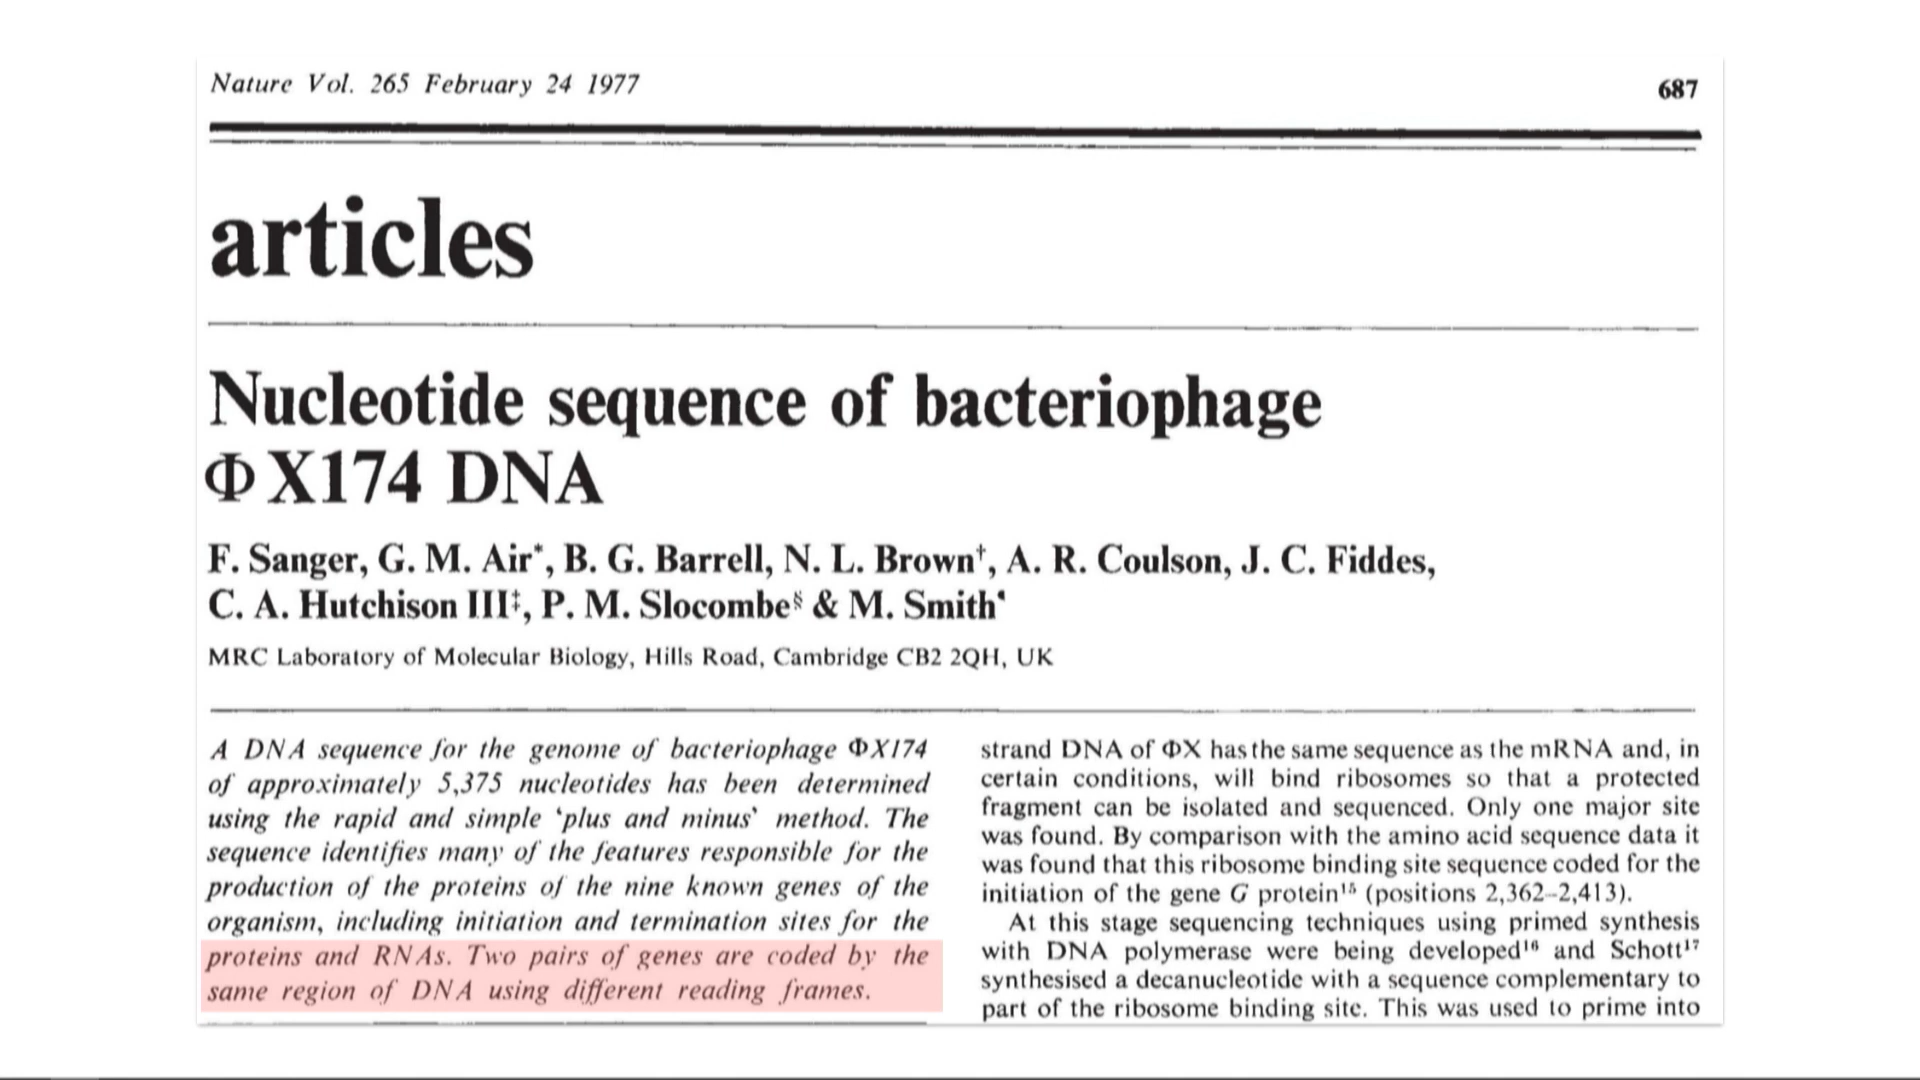 Nature Vol. 265 February 24 1977
687
articles
Nucleotide sequence of bacteriophage
ΦX174 DNA
F. Sanger, G. M. Air*, B. G. Barrell, N. L. Brown†, A. R. Coulson, J. C. Fiddes,
C. A. Hutchison III‡, P. M. Slocombe§ & M. Smith¶
MRC Laboratory of Molecular Biology, Hills Road, Cambridge CB2 2QH, UK
A DNA sequence for the genome of bacteriophage ΦX174
of approximately 5,375 nucleotides has been determined
using the rapid and simple 'plus and minus' method. The
sequence identifies many of the features responsible for the
production of the proteins of the nine known genes of the
organism, including initiation and termination sites for the
proteins and RNAs. Two pairs of genes are coded by the
same region of DNA using different reading frames.
strand DNA of ΦX has the same sequence as the mRNA and, in
certain conditions, will bind ribosomes so that a protected
fragment can be isolated and sequenced. Only one major site
was found. By comparison with the amino acid sequence data it
was found that this ribosome binding site sequence coded for the
initiation of the gene G protein¹⁵ (positions 2,362–2,413).
At this stage sequencing techniques using primed synthesis
with DNA polymerase were being developed¹⁶ and Schott¹⁷
synthesised a decanucleotide with a sequence complementary to
part of the ribosome binding site. This was used to prime into